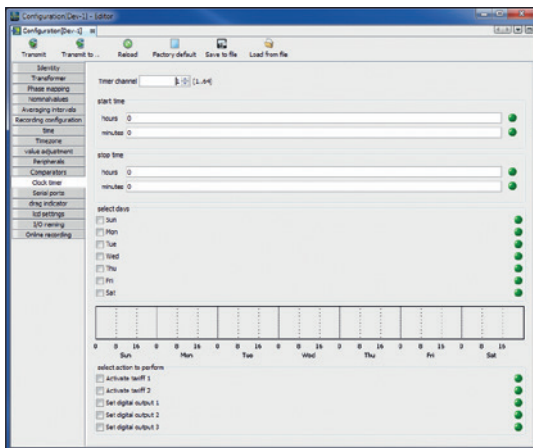 Configuration[Dev-1] - Editor
Configuration[Dev-1]
Transmit Transmit to ... Reload Factory default Save to file Load from file
Identity
Transformer
Phase mapping
nominalvalues
Averaging intervals
Recording configuration
time
Timezone
value adjustment
Peripherals
Comparators
Clock timer
Serial ports
drag indicator
lcd settings
I/O naming
Online recording
Timer channel 1 [1..64]
start time
hours 0
minutes 0
stop time
hours 0
minutes 0
select days
Sun
Mon
Tue
Wed
Thu
Fri
Sat
0 8 16 0 8 16 0 8 16 0 8 16 0 8 16 0 8 16 0 8 16
Sun Mon Tue Wed Thu Fri Sat
select action to perform
Activate tariff 1
Activate tariff 2
Set digital output 1
Set digital output 2
Set digital output 3